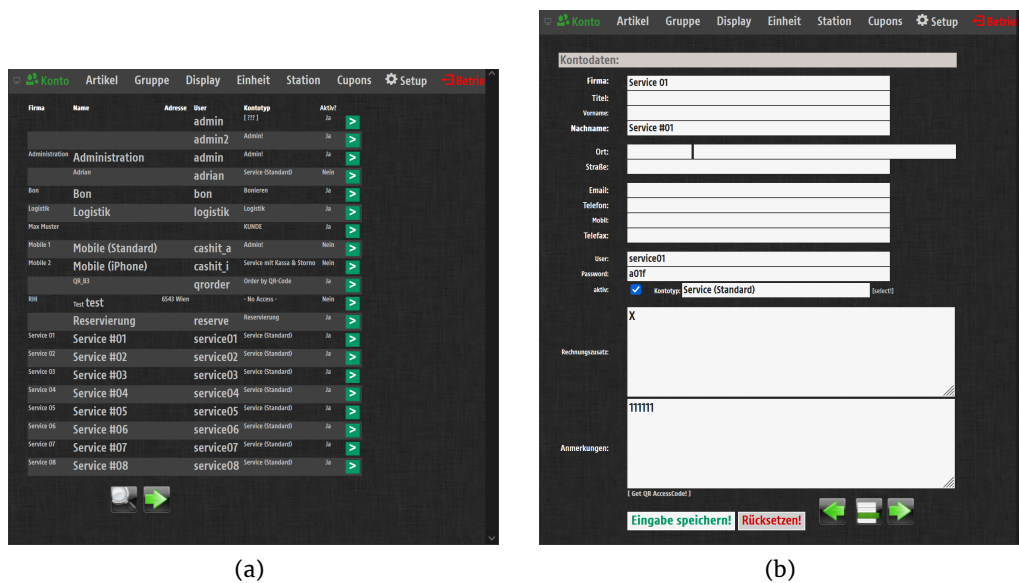 Konto Artikel Gruppe Display Einheit Station Cupons Setup Betrie
Firma Name Adresse User Kontotyp Aktiv?
admin [ ??? ] Ja >
admin2 Admin! Ja >
Administration Administration admin Admin! Ja >
Adrian adrian Service (Standard) Nein >
Bon Bon bon Bonieren Ja >
Logistik Logistik logistik Logistik Ja >
Max Muster KUNDE Ja >
Mobile 1 Mobile (Standard) cashit_a Admin! Nein >
Mobile 2 Mobile (iPhone) cashit_i Service mit Kassa & Storno Nein >
QR_83 qrorder Order by QR-Code Ja >
RHI Test test 6543 Wien - No Access - Nein >
Reservierung reserve Reservierung Ja >
Service 01 Service #01 service01 Service (Standard) Ja >
Service 02 Service #02 service02 Service (Standard) Ja >
Service 03 Service #03 service03 Service (Standard) Ja >
Service 04 Service #04 service04 Service (Standard) Ja >
Service 05 Service #05 service05 Service (Standard) Ja >
Service 06 Service #06 service06 Service (Standard) Ja >
Service 07 Service #07 service07 Service (Standard) Ja >
Service 08 Service #08 service08 Service (Standard) Ja >
(a)
Konto Artikel Gruppe Display Einheit Station Cupons Setup Betrie
Kontodaten:
Firma: Service 01
Titel:
Vorname:
Nachname: Service #01
Ort:
Straße:
Email:
Telefon:
Mobil:
Telefax:
User: service01
Password: a01f
aktiv: Kontotyp: Service (Standard) [select!]
Rechnungszusatz: X
Anmerkungen: 111111
[ Get QR AccessCode! ]
Eingabe speichern! Rücksetzen!
(b)